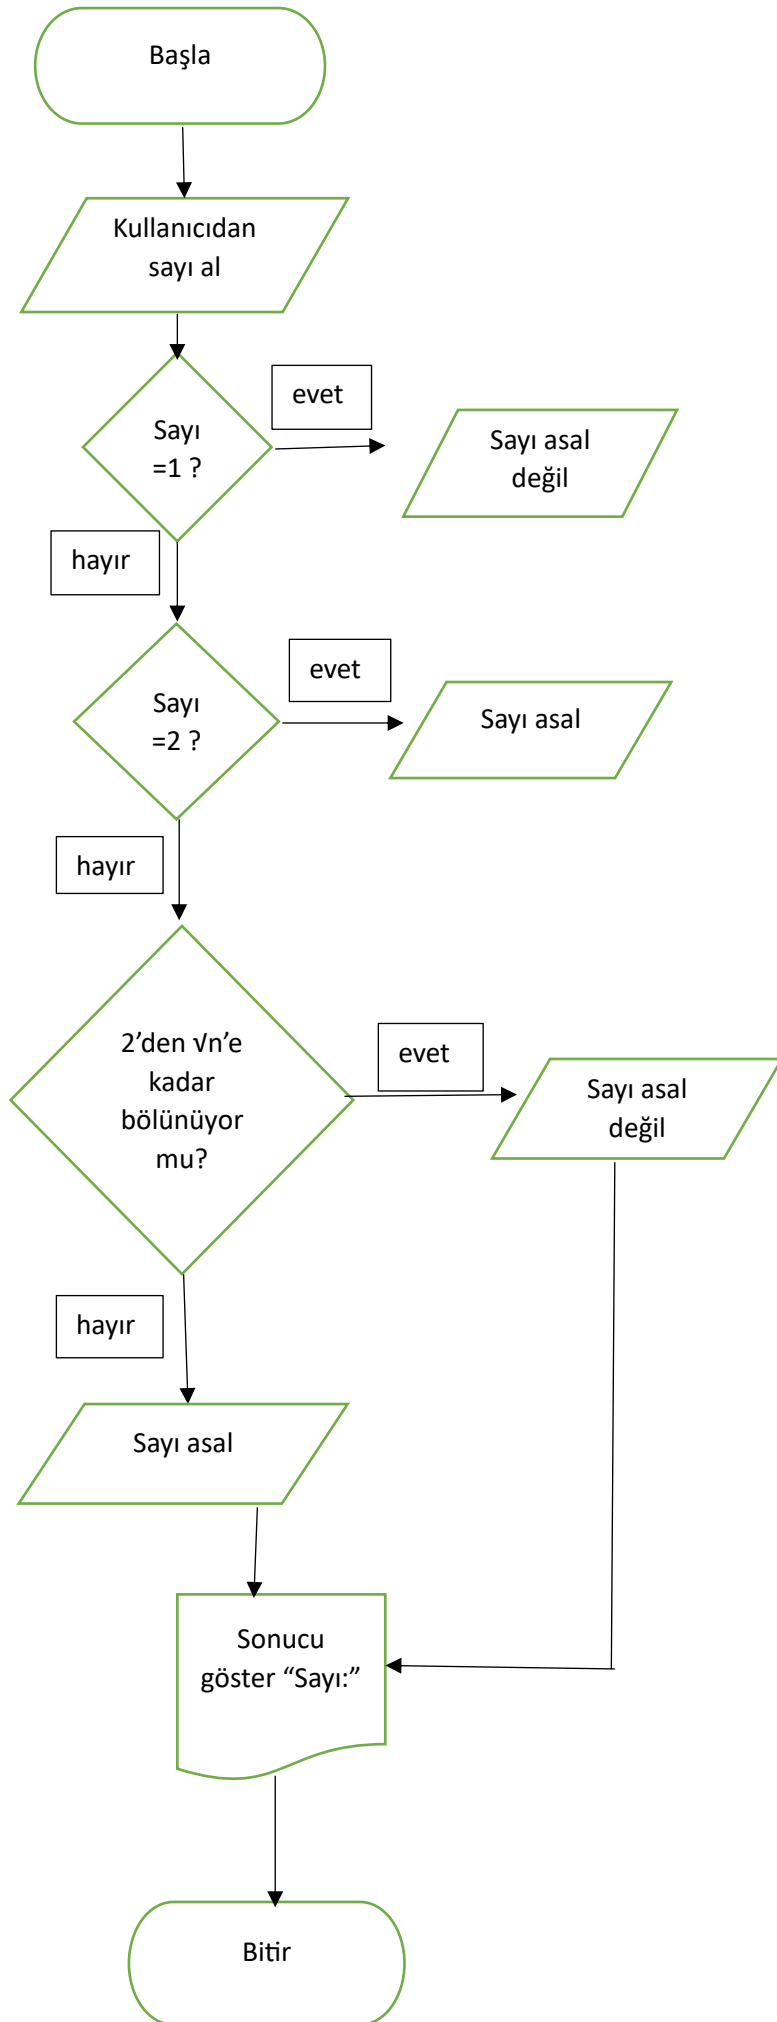 Başla
Kullanıcıdan
sayı al
evet
Sayı
=1 ?
Sayı asal
değil
hayır
evet
Sayı
=2 ?
Sayı asal
hayır
2’den √n’e
kadar
bölünüyor
mu?
evet
Sayı asal
değil
hayır
Sayı asal
Sonucu
göster “Sayı:”
Bitir